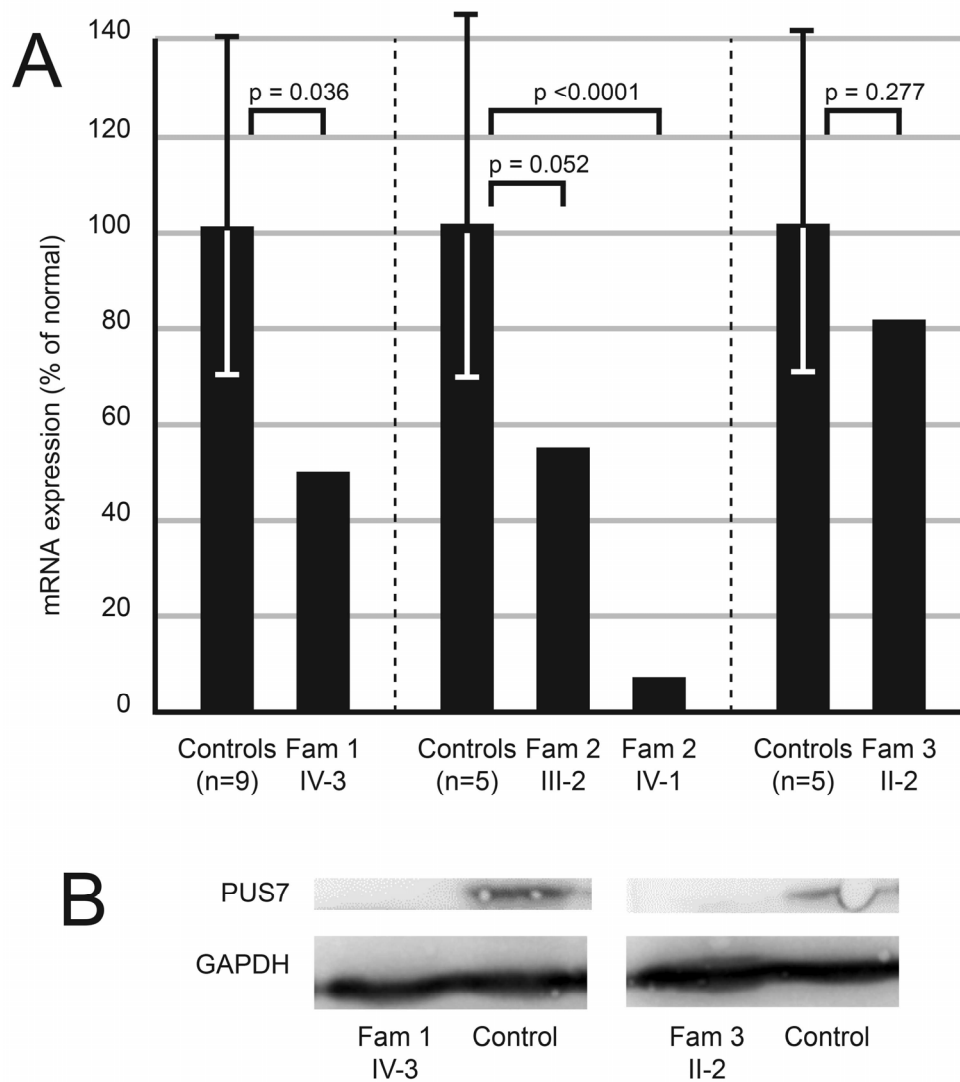 A
mRNA expression (% of normal)
140
120
100
80
60
40
20
0
p = 0.036
p <0.0001
p = 0.052
p = 0.277
Controls Fam 1 Controls Fam 2 Fam 2 Controls Fam 3
(n=9) IV-3 (n=5) III-2 IV-1 (n=5) II-2
B
PUS7
GAPDH
Fam 1 Control Fam 3 Control
IV-3 II-2